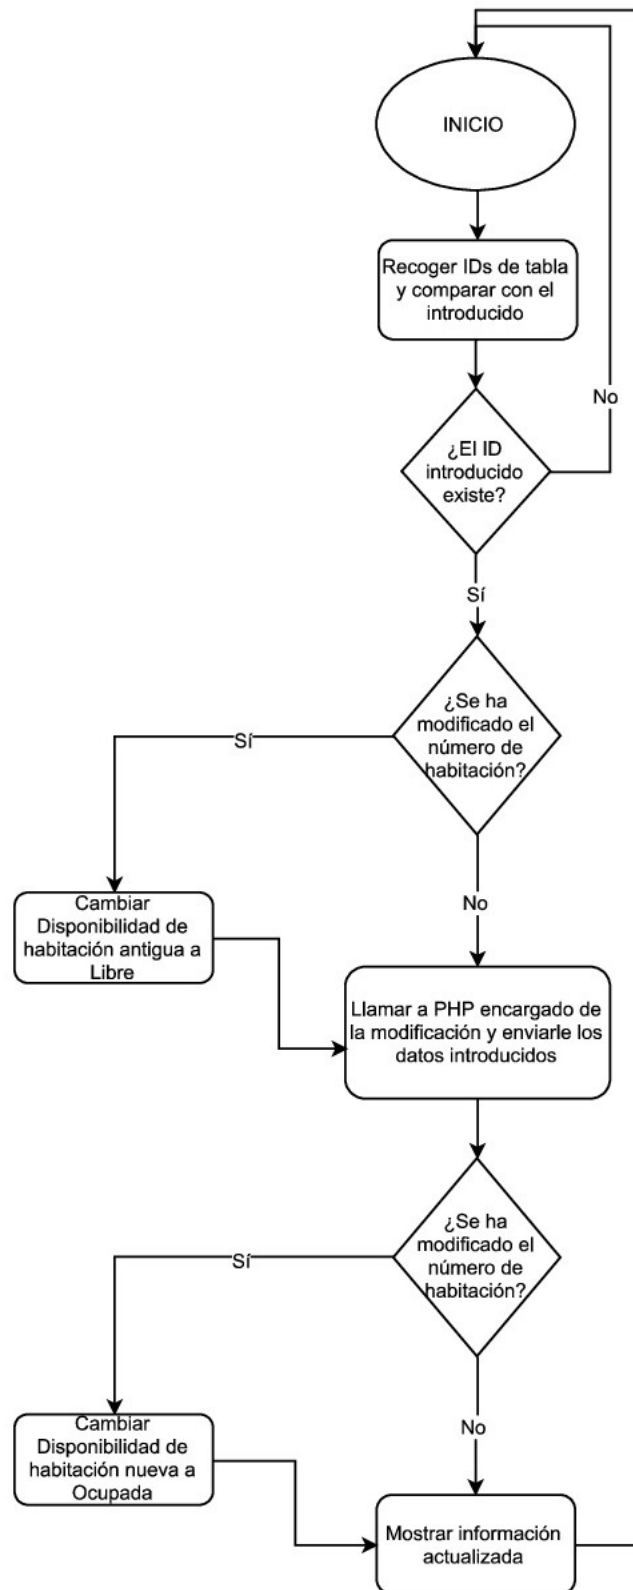 INICIO
Recoger IDs de tabla
y comparar con el
introducido
No
¿El ID
introducido
existe?
Sí
¿Se ha
modificado el
número de
habitación?
Sí
No
Cambiar
Disponibilidad de
habitación antigua a
Libre
Llamar a PHP encargado de
la modificación y enviarle los
datos introducidos
¿Se ha
modificado el
número de
habitación?
Sí
No
Cambiar
Disponibilidad de
habitación nueva a
Ocupada
Mostrar información
actualizada